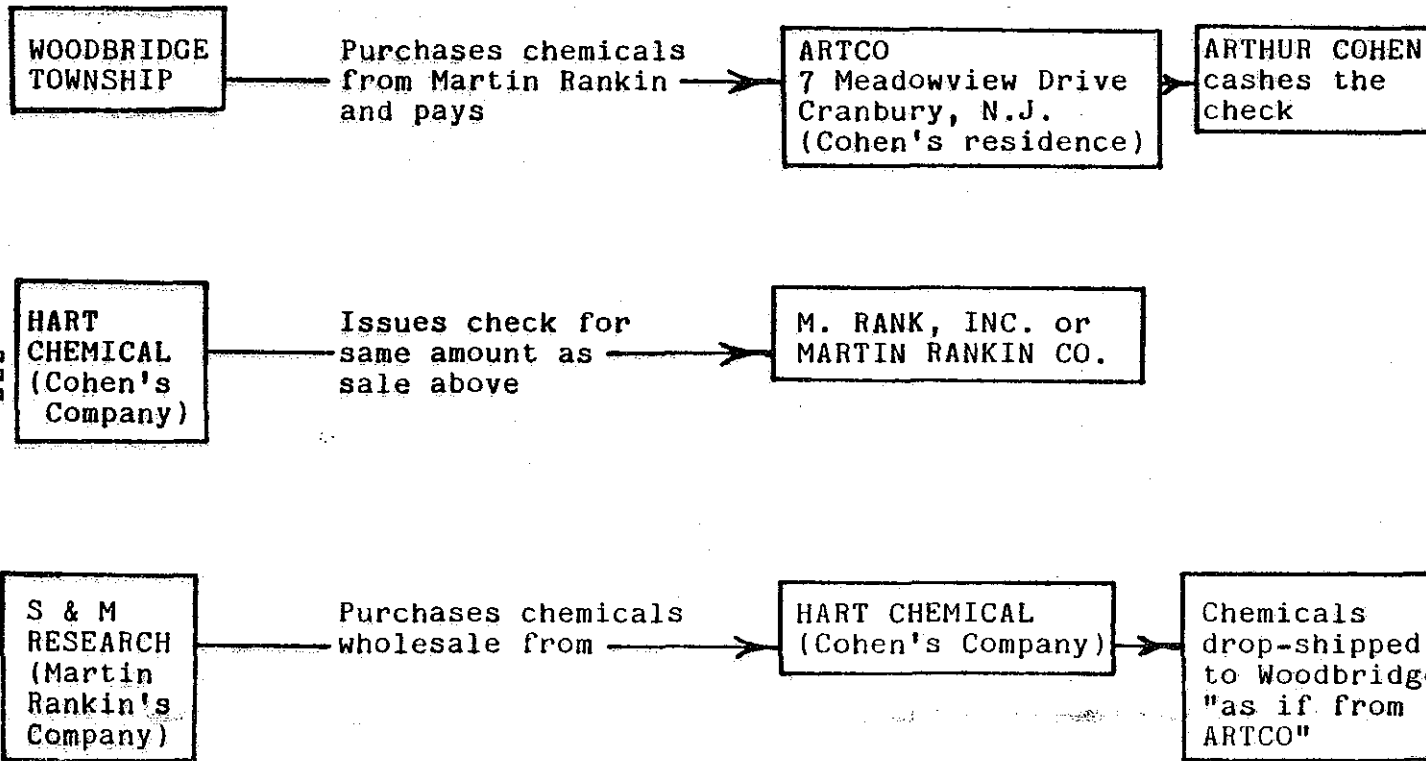 WOODBRIDGE
TOWNSHIP
Purchases chemicals
from Martin Rankin
and pays
ARTCO
7 Meadowview Drive
Cranbury, N.J.
(Cohen's residence)
ARTHUR COHEN
cashes the
check
HART
CHEMICAL
(Cohen's
Company)
Issues check for
same amount as
sale above
M. RANK, INC. or
MARTIN RANKIN CO.
S & M
RESEARCH
(Martin
Rankin's
Company)
Purchases chemicals
wholesale from
HART CHEMICAL
(Cohen's Company)
Chemicals
drop-shipped
to Woodbridge
"as if from
ARTCO"